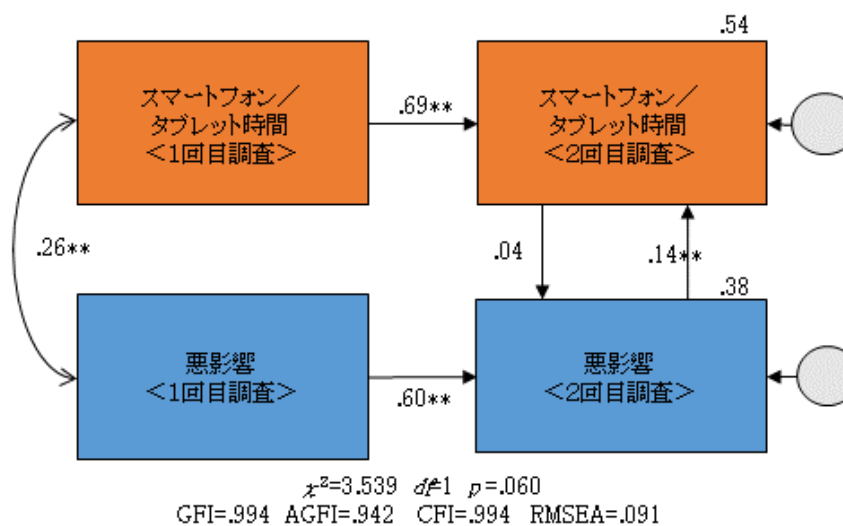 .54
スマートフォン／
タブレット時間
＜1回目調査＞
.69**
スマートフォン／
タブレット時間
＜2回目調査＞
.26**
.04
.14**
.38
悪影響
＜1回目調査＞
.60**
悪影響
＜2回目調査＞
χ²=3.539 df=1 p=.060
GFI=.994 AGFI=.942 CFI=.994 RMSEA=.091